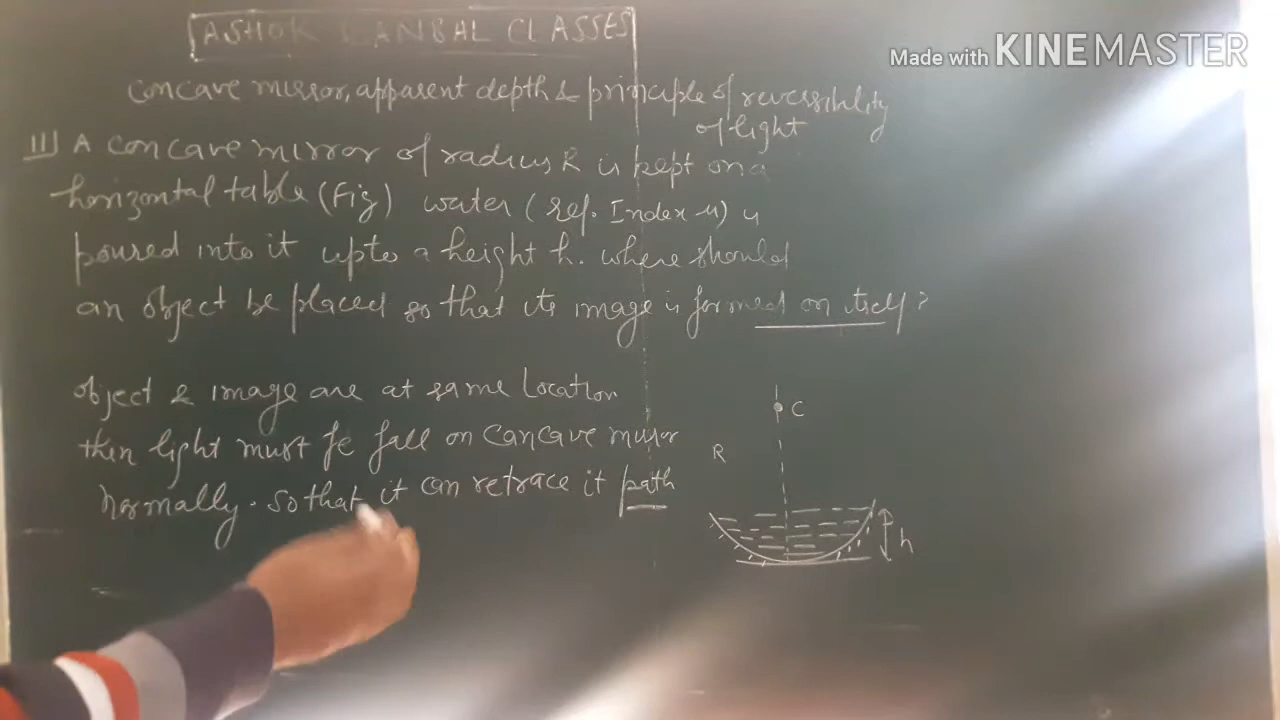 ASHOK CLASSES
Made with KINEMASTER
concave mirror, apparent depth & principle of reversibility
of light
11) A concave mirror of radius R is kept on a
horizontal table (Fig) water (ref. Index μ) is
poured into it upto a height h. where should
an object be placed so that its image is formed on itself?
object & image are at same location
then light must fe fall on concave mirror
normally. so that it can retrace it path
C
R
h